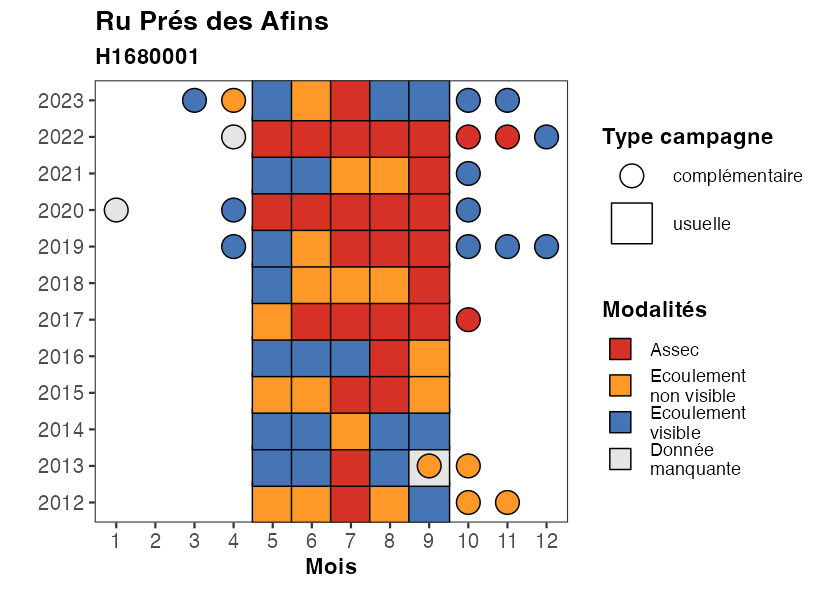 Ru Prés des Afins
H1680001
2023
2022
2021
2020
2019
2018
2017
2016
2015
2014
2013
2012
1 2 3 4 5 6 7 8 9 10 11 12
Mois
Type campagne
complémentaire
usuelle
Modalités
Assec
Ecoulement
non visible
Ecoulement
visible
Donnée
manquante